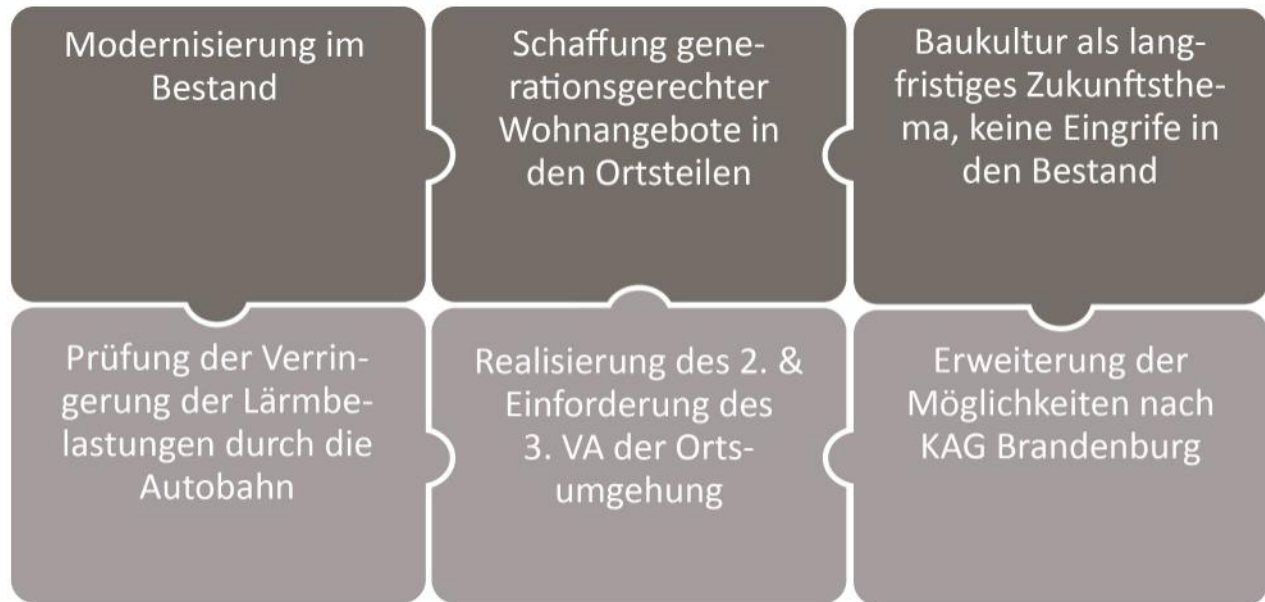 Modernisierung im
Bestand
Schaffung gene-
rationsgerechter
Wohnangebote in
den Ortsteilen
Baukultur als lang-
fristiges Zukunftsthe-
ma, keine Eingrife in
den Bestand
Prüfung der Verrin-
gerung der Lärmbe-
lastungen durch die
Autobahn
Realisierung des 2. &
Einforderung des
3. VA der Orts-
umgehung
Erweiterung der
Möglichkeiten nach
KAG Brandenburg